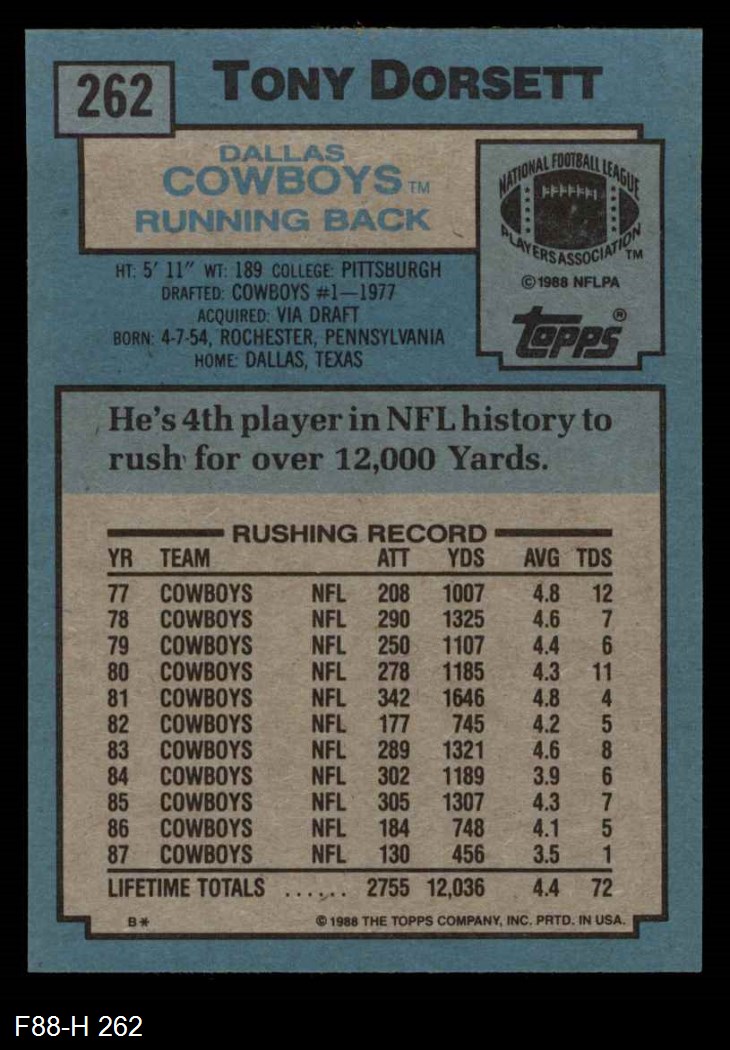 262
TONY DORSETT
DALLAS
COWBOYS TM
RUNNING BACK
NATIONAL FOOTBALL LEAGUE
PLAYERS ASSOCIATION TM
© 1988 NFLPA
topps ®
HT: 5' 11" WT: 189 COLLEGE: PITTSBURGH
DRAFTED: COWBOYS #1—1977
ACQUIRED: VIA DRAFT
BORN: 4-7-54, ROCHESTER, PENNSYLVANIA
HOME: DALLAS, TEXAS
He's 4th player in NFL history to
rush for over 12,000 Yards.
RUSHING RECORD
YR TEAM ATT YDS AVG TDS
77 COWBOYS NFL 208 1007 4.8 12
78 COWBOYS NFL 290 1325 4.6 7
79 COWBOYS NFL 250 1107 4.4 6
80 COWBOYS NFL 278 1185 4.3 11
81 COWBOYS NFL 342 1646 4.8 4
82 COWBOYS NFL 177 745 4.2 5
83 COWBOYS NFL 289 1321 4.6 8
84 COWBOYS NFL 302 1189 3.9 6
85 COWBOYS NFL 305 1307 4.3 7
86 COWBOYS NFL 184 748 4.1 5
87 COWBOYS NFL 130 456 3.5 1
LIFETIME TOTALS ...... 2755 12,036 4.4 72
B* © 1988 THE TOPPS COMPANY, INC. PRTD. IN USA.
F88-H 262